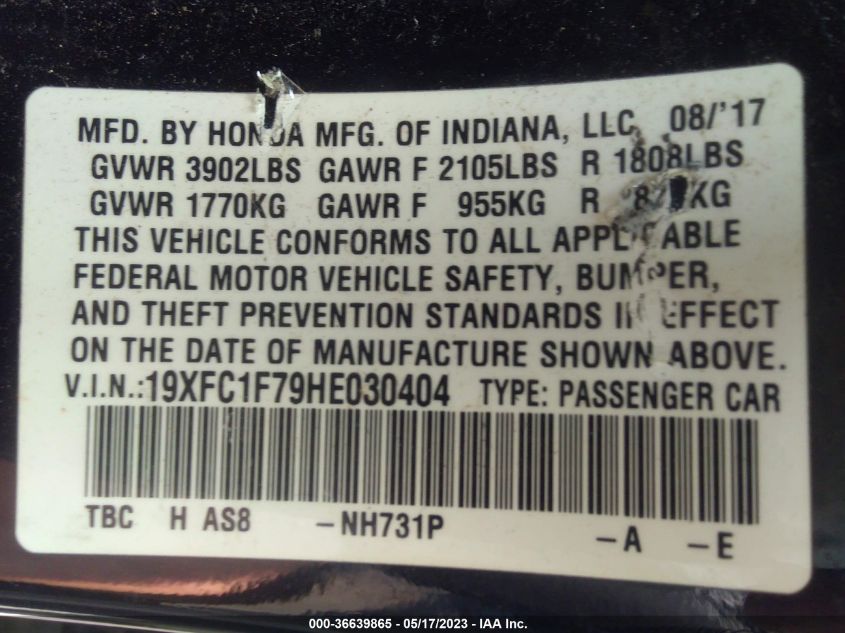 MFD. BY HONDA MFG. OF INDIANA, LLC, 08/'17
GVWR 3902LBS GAWR F 2105LBS R 1808LBS
GVWR 1770KG GAWR F 955KG R
THIS VEHICLE CONFORMS TO ALL APPLICABLE
FEDERAL MOTOR VEHICLE SAFETY, BUMPER,
AND THEFT PREVENTION STANDARDS IN EFFECT
ON THE DATE OF MANUFACTURE SHOWN ABOVE.
V.I.N.:19XFC1F79HE030404 TYPE: PASSENGER CAR
TBC H AS8 -NH731P -A -E
000-36639865 - 05/17/2023 - IAA Inc.